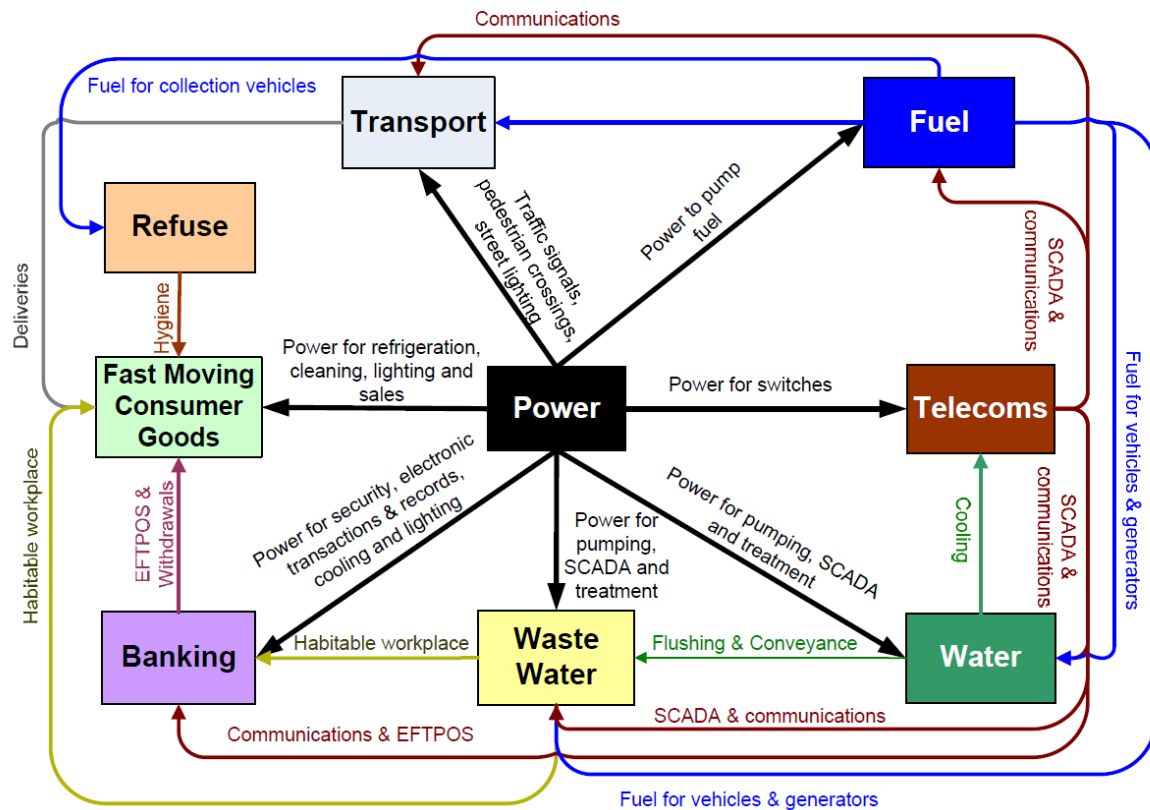 Communications
Fuel for collection vehicles
Transport
Fuel
Refuse
Traffic signals,
pedestrian crossings,
street lighting
Power to pump
fuel
SCADA &
communications
Deliveries
Hygiene
Fast Moving
Consumer
Goods
Power for refrigeration,
cleaning, lighting and
sales
Power
Power for switches
Telecoms
Fuel for vehicles & generators
Habitable workplace
EFTPOS &
Withdrawals
Power for security, electronic
transactions & records,
cooling and lighting
Power for
pumping,
SCADA and
treatment
Power for pumping, SCADA
and treatment
Cooling
SCADA &
communications
Banking
Habitable workplace
Waste
Water
Flushing & Conveyance
Water
Communications & EFTPOS
SCADA & communications
Fuel for vehicles & generators